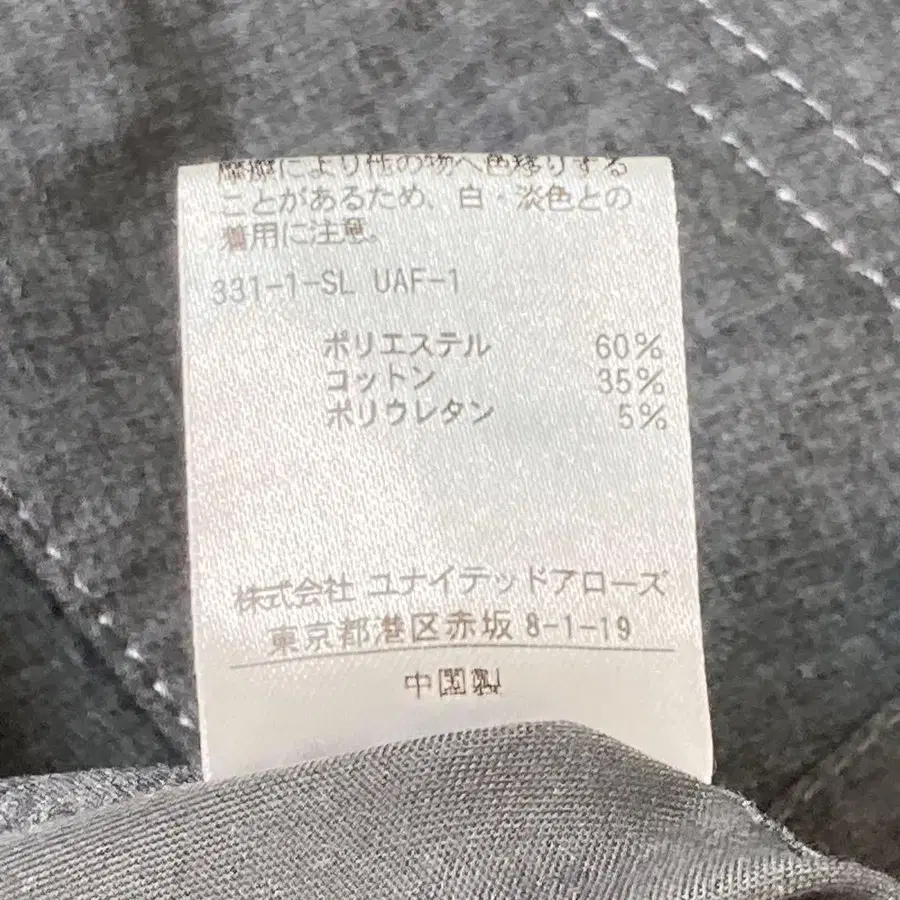 摩擦により他の物へ色移りする
ことがあるため、白・淡色との
着用に注意。
331-1-SL UAF-1
ポリエステル 60%
コットン 35%
ポリウレタン 5%
株式会社 ユナイテッドアローズ
東京都港区赤坂 8-1-19
中国製